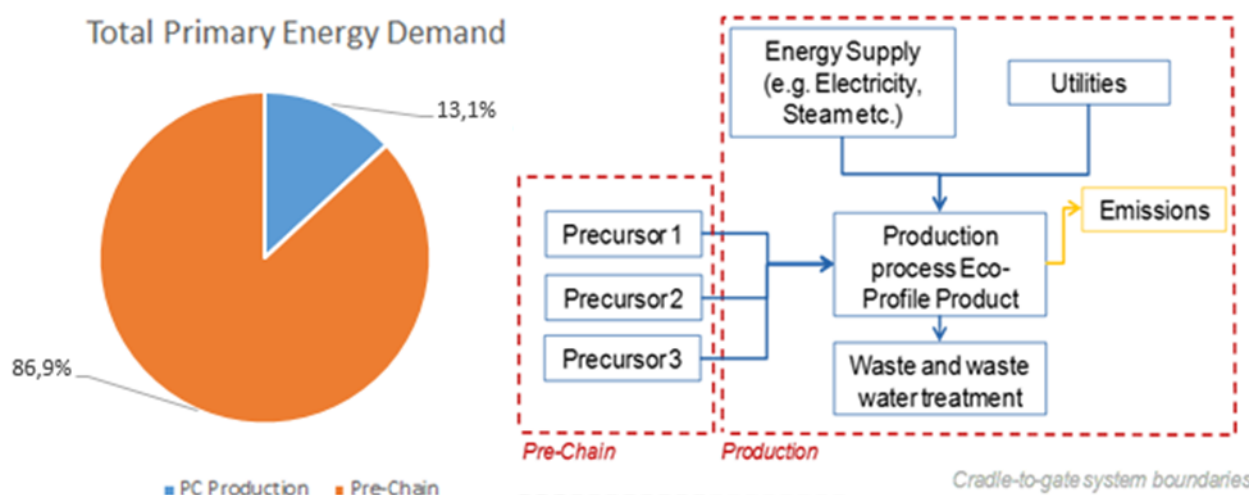 Total Primary Energy Demand
13,1%
86,9%
PC Production
Pre-Chain
Energy Supply
(e.g. Electricity,
Steam etc.)
Utilities
Emissions
Precursor 1
Precursor 2
Precursor 3
Production
process Eco-
Profile Product
Waste and waste
water treatment
Pre-Chain
Production
Cradle-to-gate system boundaries